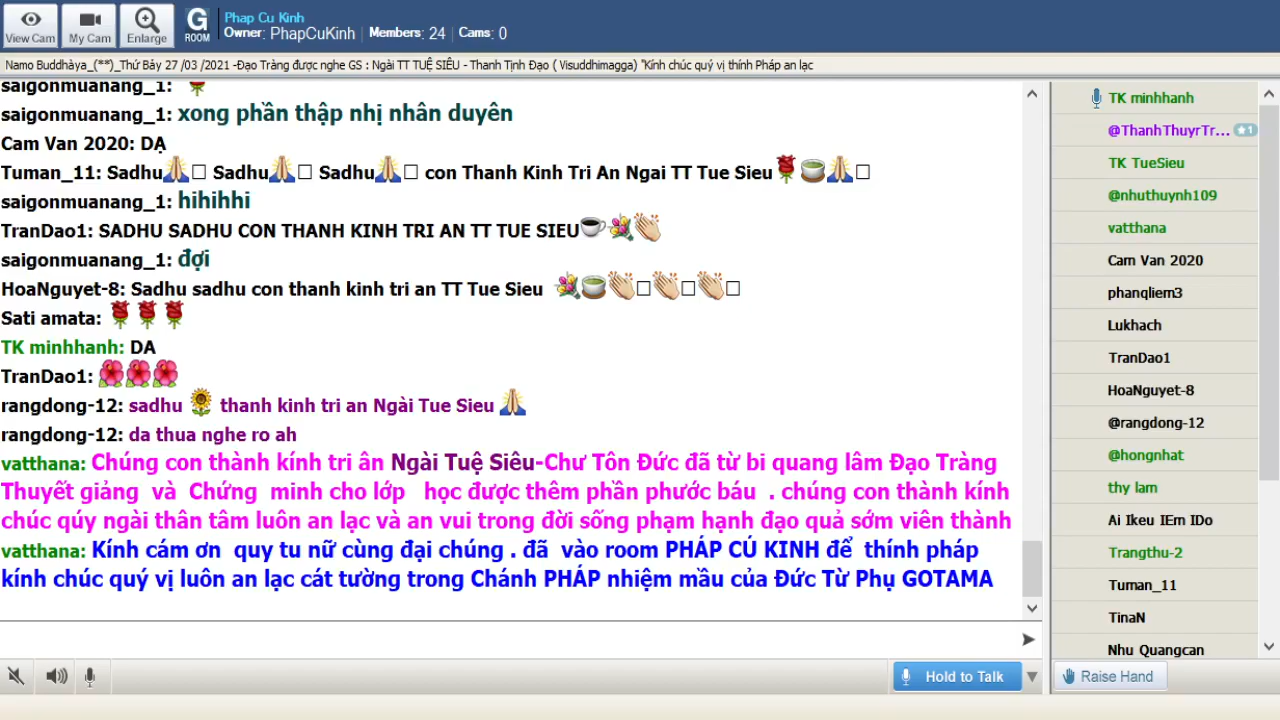 View Cam
My Cam
Enlarge
G
ROOM
Phap Cu Kinh
Owner: PhapCuKinh
Members: 24
Cams: 0
Namo Buddhàya_(**)_Thứ Bảy 27 /03 /2021 -Đạo Tràng được nghe GS : Ngài TT TUỆ SIÊU - Thanh Tịnh Đạo ( Visuddhimagga) "Kính chúc quý vị thính Pháp an lạc
saigonmuanang_1: 🌹
saigonmuanang_1: xong phần thập nhị nhân duyên
Cam Van 2020: DẠ
Tuman_11: Sadhu🙏 Sadhu🙏 Sadhu🙏 con Thanh Kinh Tri An Ngai TT Tue Sieu🌹🍵🙏
saigonmuanang_1: hihihhi
TranDao1: SADHU SADHU CON THANH KINH TRI AN TT TUE SIEU☕💐👏
saigonmuanang_1: đợi
HoaNguyet-8: Sadhu sadhu con thanh kinh tri an TT Tue Sieu 💐🍵👏👏👏
Sati amata: 🌹🌹🌹
TK minhhanh: DA
TranDao1: 🌺🌺🌺
rangdong-12: sadhu 🌻 thanh kinh tri an Ngài Tue Sieu 🙏
rangdong-12: da thua nghe ro ah
vatthana: Chúng con thành kính tri ân Ngài Tuệ Siêu-Chư Tôn Đức đã từ bi quang lâm Đạo Tràng
Thuyết giảng và Chứng minh cho lớp học được thêm phần phước báu . chúng con thành kính
chúc qúy ngài thân tâm luôn an lạc và an vui trong đời sống phạm hạnh đạo quả sớm viên thành
vatthana: Kính cám ơn quy tu nữ cùng đại chúng . đã vào room PHÁP CÚ KINH để thính pháp
kính chúc quý vị luôn an lạc cát tường trong Chánh PHÁP nhiệm mầu của Đức Từ Phụ GOTAMA
TK minhhanh
@ThanhThuyrTr... ★1
TK TueSieu
@nhuthuynh109
vatthana
Cam Van 2020
phanqliem3
Lukhach
TranDao1
HoaNguyet-8
@rangdong-12
@hongnhat
thy lam
Ai Ikeu IEm IDo
Trangthu-2
Tuman_11
TinaN
Nhu Quangcan
Hold to Talk
Raise Hand